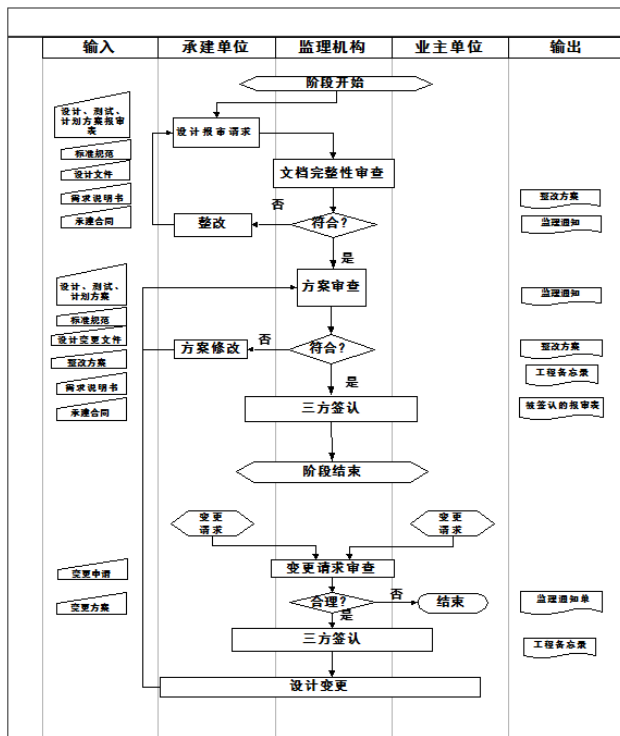 输入
承建单位
监理机构
业主单位
输出
阶段开始
设计、测试、
计划方案报审
表
设计报审请求
标准规范
文档完整性审查
设计文件
需求说明书
整改方案
否
承建合同
整改
符合？
监理通知
是
设计、测试、
计划方案
方案审查
监理通知
标准规范
设计变更文件
方案修改
否
符合？
整改方案
整改方案
是
工程备忘录
需求说明书
承建合同
三方签认
被签认的报审表
阶段结束
变更
请求
变更
请求
变更申请
变更请求审查
变更方案
合理？
否
结束
监理通知单
是
三方签认
工程备忘录
设计变更